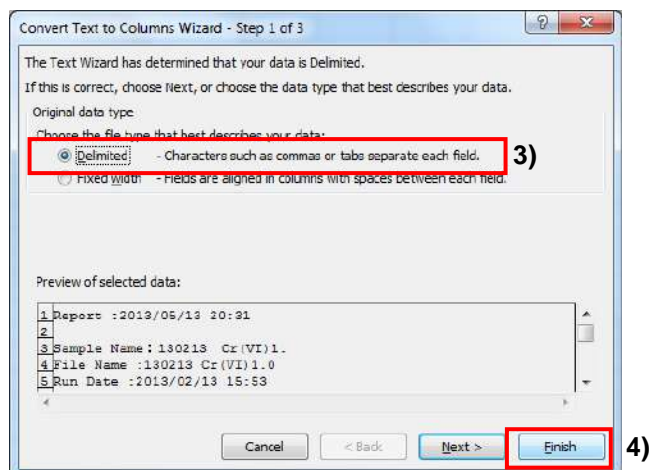 Convert Text to Columns Wizard - Step 1 of 3
The Text Wizard has determined that your data is Delimited.
If this is correct, choose Next, or choose the data type that best describes your data.
Original data type
Choose the file type that best describes your data:
Delimited - Characters such as commas or tabs separate each field. 3)
Fixed width - Fields are aligned in columns with spaces between each field.
Preview of selected data:
1 Report :2013/05/13 20:31
2
3 Sample Name：130213 Cr(VI)1.
4 File Name :130213 Cr(VI)1.0
5 Run Date :2013/02/13 15:53
Cancel < Back Next > Finish 4)